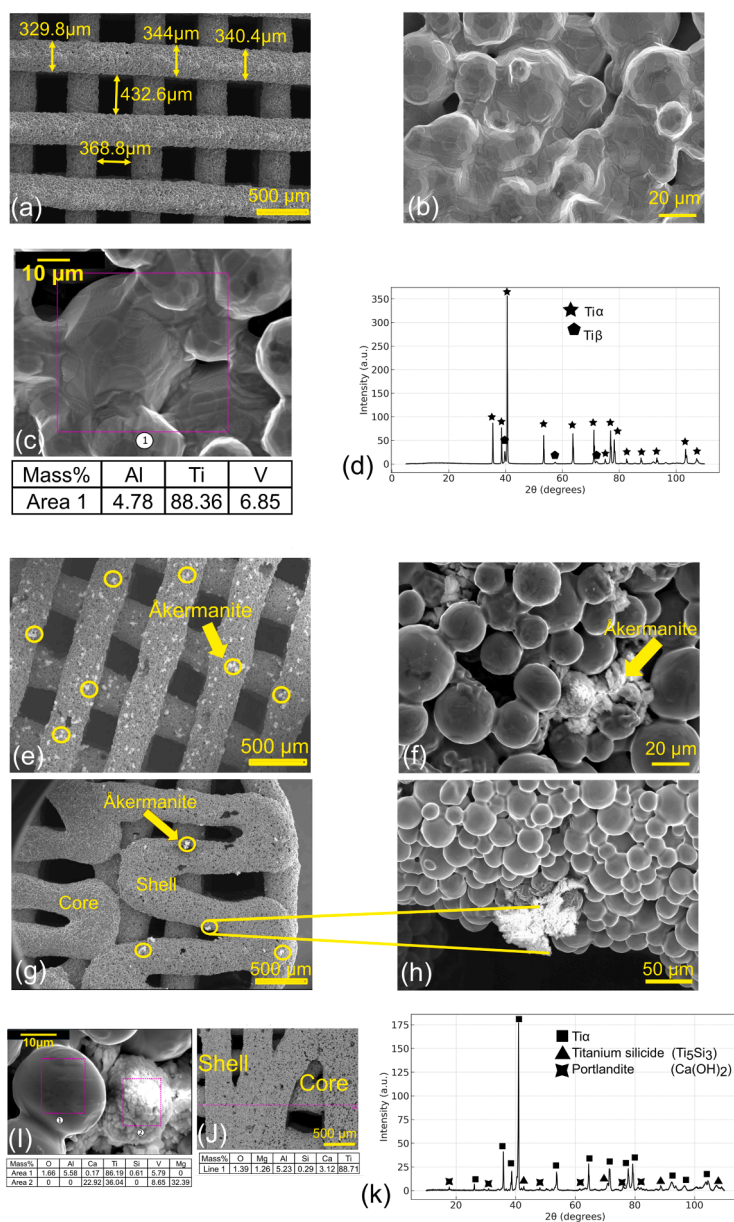 329.8µm
344µm
340.4µm
432.6µm
368.8µm
(a)
500 µm
(b)
20 µm
10 µm
(c)
1
Mass% Al Ti V
Area 1 4.78 88.36 6.85
350
300
250
200
150
100
50
0
Intensity (a.u.)
0 20 40 60 80 100
2θ (degrees)
Tiα
Tiβ
(d)
Åkermanite
(e)
500 µm
Åkermanite
(f)
20 µm
Åkermanite
Shell
Core
(g)
500 µm
(h)
50 µm
10µm
1
2
(I)
Mass% O Al Ca Ti Si V Mg
Area 1 1.66 5.58 0.17 86.19 0.61 5.79 0
Area 2 0 0 22.92 36.04 0 8.65 32.39
Shell
Core
(J)
500 µm
Mass% O Mg Al Si Ca Ti
Line 1 1.39 1.26 5.23 0.29 3.12 88.71
175
150
125
100
75
50
25
0
Intensity (a.u.)
20 40 60 80 100
2θ (degrees)
Tiα
Titanium silicide (Ti5Si3)
Portlandite (Ca(OH)2)
(k)